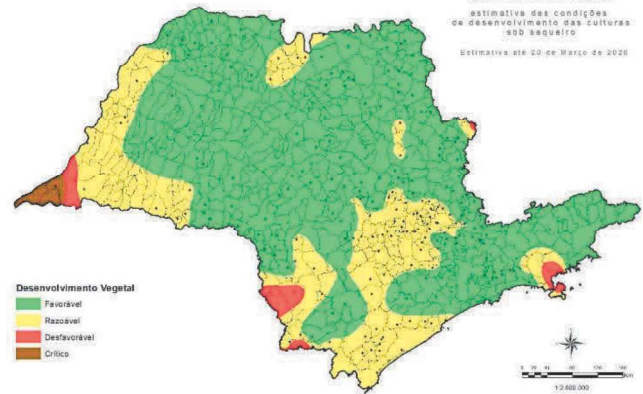 estimativa das condições
de desenvolvimento das culturas
sob sequeiro
Estimativa até 20 de Março de 2020
Desenvolvimento Vegetal
Favorável
Razoável
Desfavorável
Crítico
Km
1:2.600.000